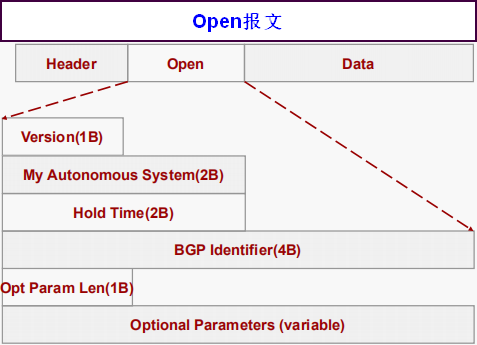 Open报文
Header Open Data
Version(1B)
My Autonomous System(2B)
Hold Time(2B)
BGP Identifier(4B)
Opt Param Len(1B)
Optional Parameters (variable)